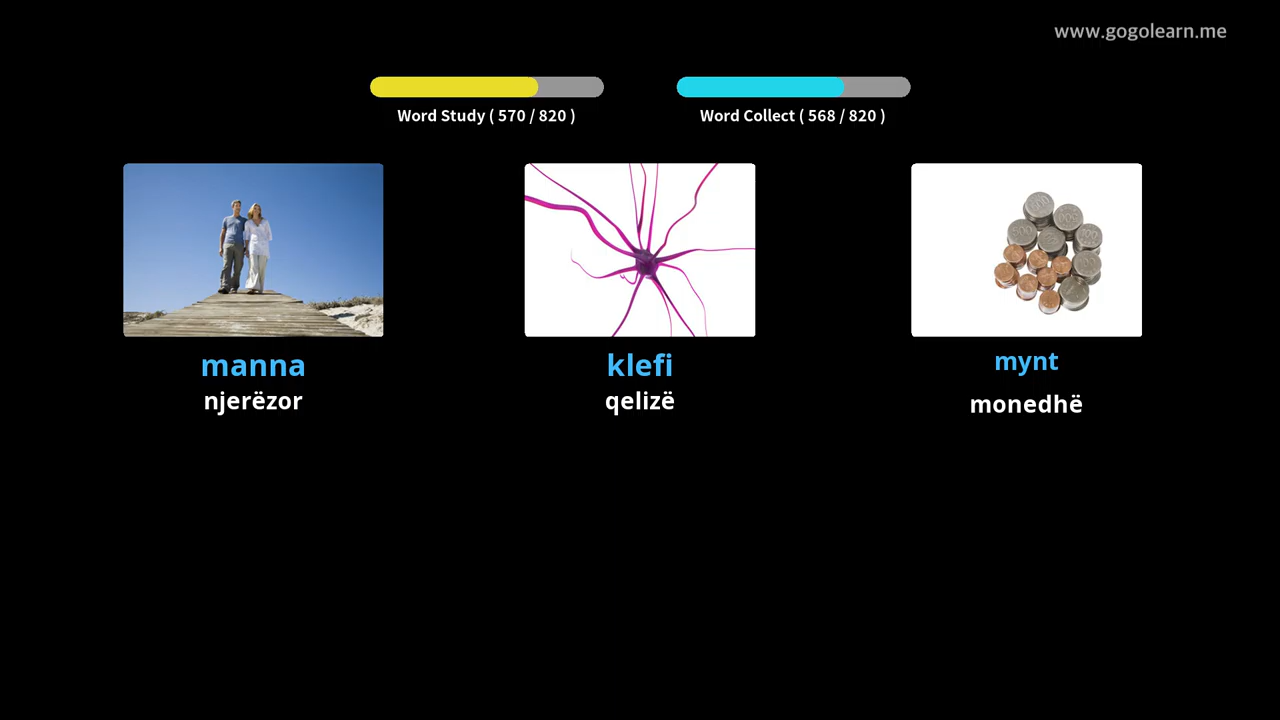 www.gogolearn.me
Word Study ( 570 / 820 )
Word Collect ( 568 / 820 )
manna
njerëzor
klefi
qelizë
mynt
monedhë